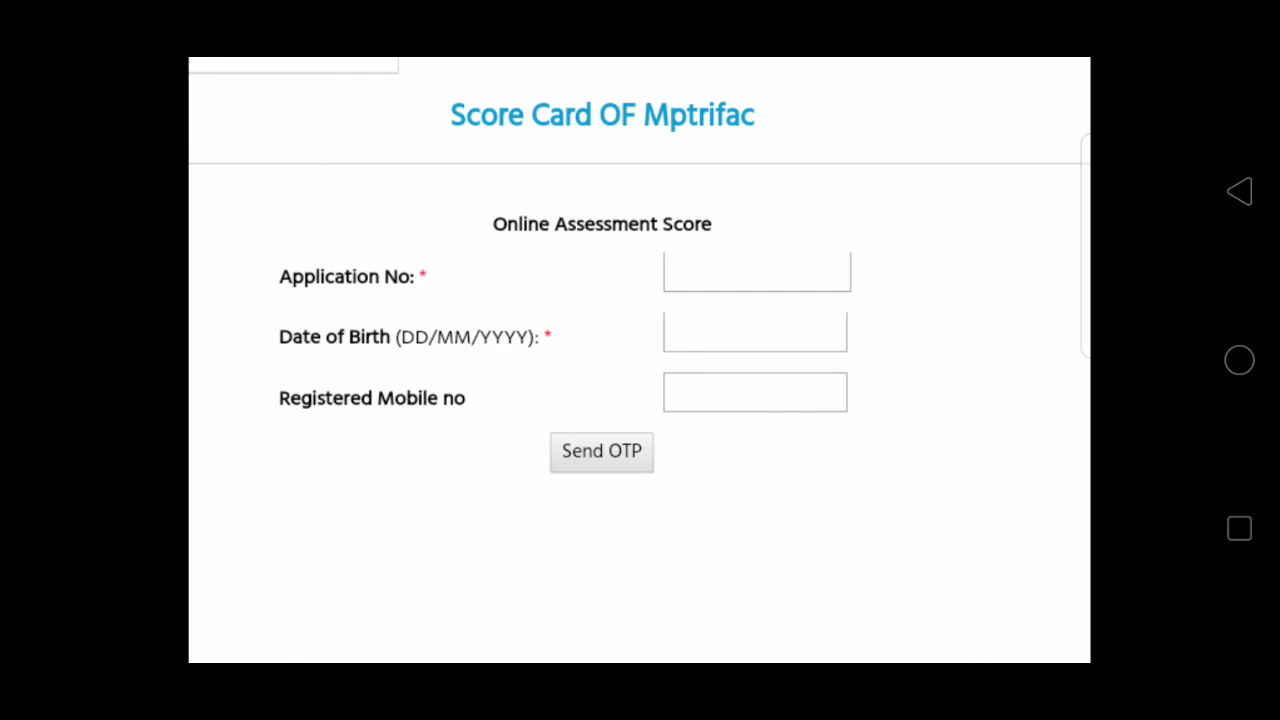 Score Card OF Mptrifac
Online Assessment Score
Application No: *
Date of Birth (DD/MM/YYYY): *
Registered Mobile no
Send OTP